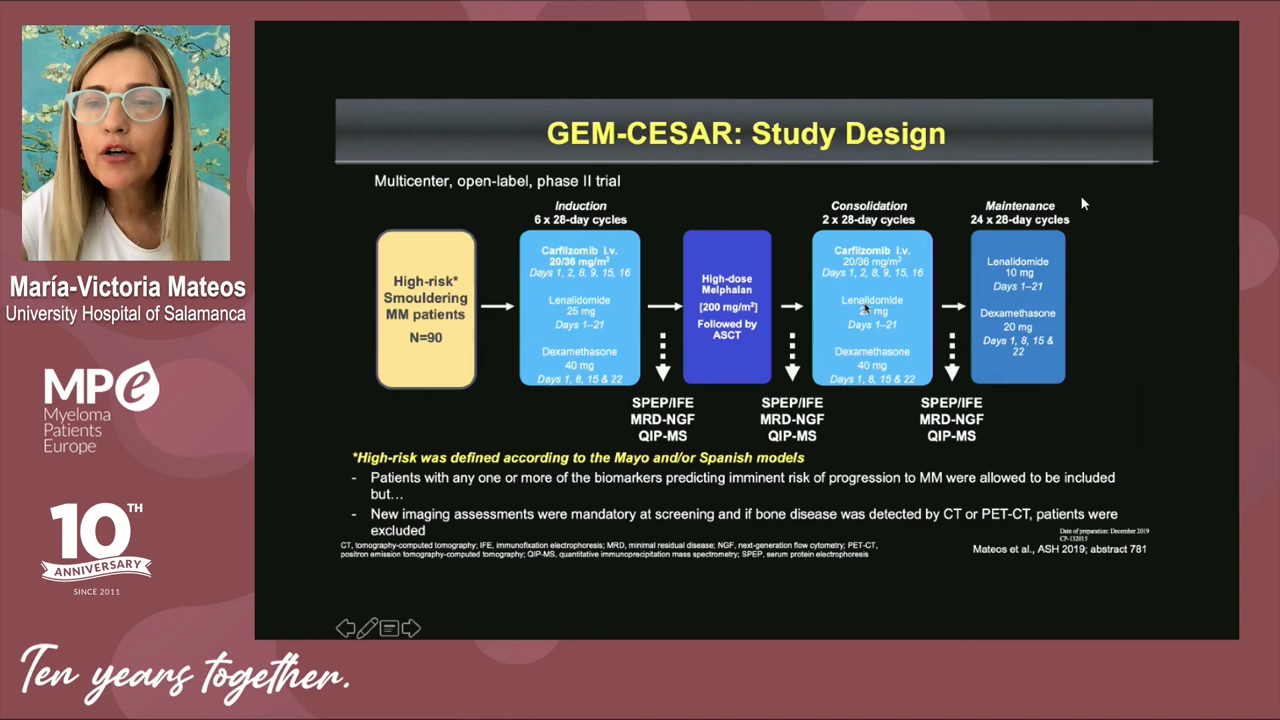 GEM-CESAR: Study Design
Multicenter, open-label, phase II trial
Induction
6 x 28-day cycles
Consolidation
2 x 28-day cycles
Maintenance
24 x 28-day cycles
High-risk*
Smouldering
MM patients
N=90
Carfilzomib i.v.
20/36 mg/m²
Days 1, 2, 8, 9, 15, 16
Lenalidomide
25 mg
Days 1–21
Dexamethasone
40 mg
Days 1, 8, 15 & 22
High-dose
Melphalan
[200 mg/m²]
Followed by
ASCT
Carfilzomib i.v.
20/36 mg/m²
Days 1, 2, 8, 9, 15, 16
Lenalidomide
mg
Days 1–21
Dexamethasone
40 mg
Days 1, 8, 15 & 22
Lenalidomide
10 mg
Days 1–21
Dexamethasone
20 mg
Days 1, 8, 15 &
22
SPEP/IFE
MRD-NGF
QIP-MS
SPEP/IFE
MRD-NGF
QIP-MS
SPEP/IFE
MRD-NGF
QIP-MS
*High-risk was defined according to the Mayo and/or Spanish models
- Patients with any one or more of the biomarkers predicting imminent risk of progression to MM were allowed to be included
but…
- New imaging assessments were mandatory at screening and if bone disease was detected by CT or PET-CT, patients were
excluded
CT, tomography-computed tomography; IFE, immunofixation electrophoresis; MRD, minimal residual disease; NGF, next-generation flow cytometry; PET-CT,
positron emission tomography-computed tomography; QIP-MS, quantitative immunoprecipitation mass spectrometry; SPEP, serum protein electrophoresis
Date of preparation: December 2019
CP-132015
Mateos et al., ASH 2019; abstract 781
María-Victoria Mateos
University Hospital of Salamanca
MPe
Myeloma
Patients
Europe
10TH
ANNIVERSARY
SINCE 2011
Ten years together.